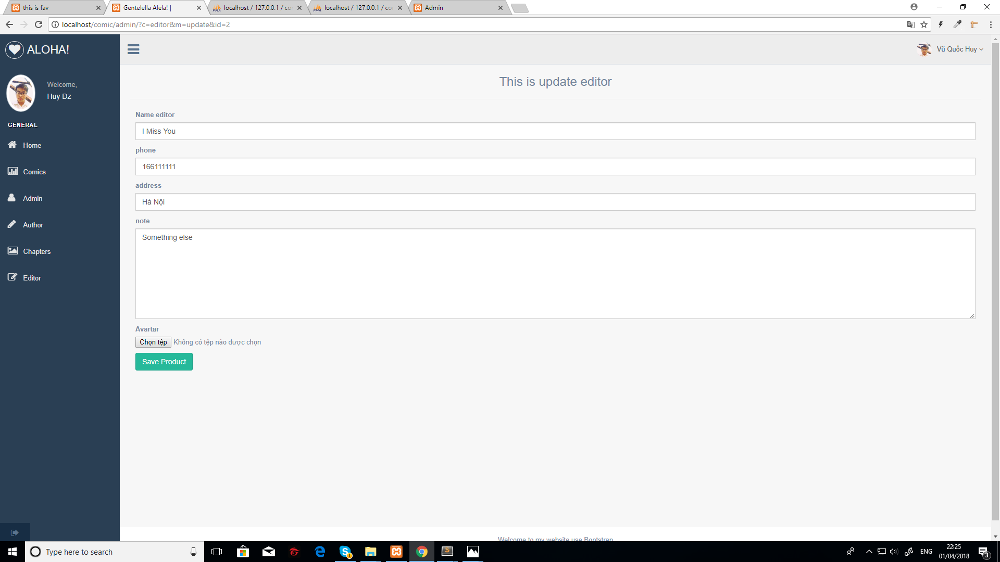 this is fav
Gentelella Alela! |
localhost / 127.0.0.1 / co
localhost / 127.0.0.1 / co
Admin
localhost/comic/admin/?c=editor&m=update&id=2
ALOHA!
Vũ Quốc Huy
Welcome,
Huy Đz
GENERAL
Home
Comics
Admin
Author
Chapters
Editor
This is update editor
Name editor
I Miss You
phone
166111111
address
Hà Nội
note
Something else
Avartar
Chọn tệp Không có tệp nào được chọn
Save Product
Welcome to my website use Bootstrap
Type here to search
ENG
22:25
01/04/2018
3